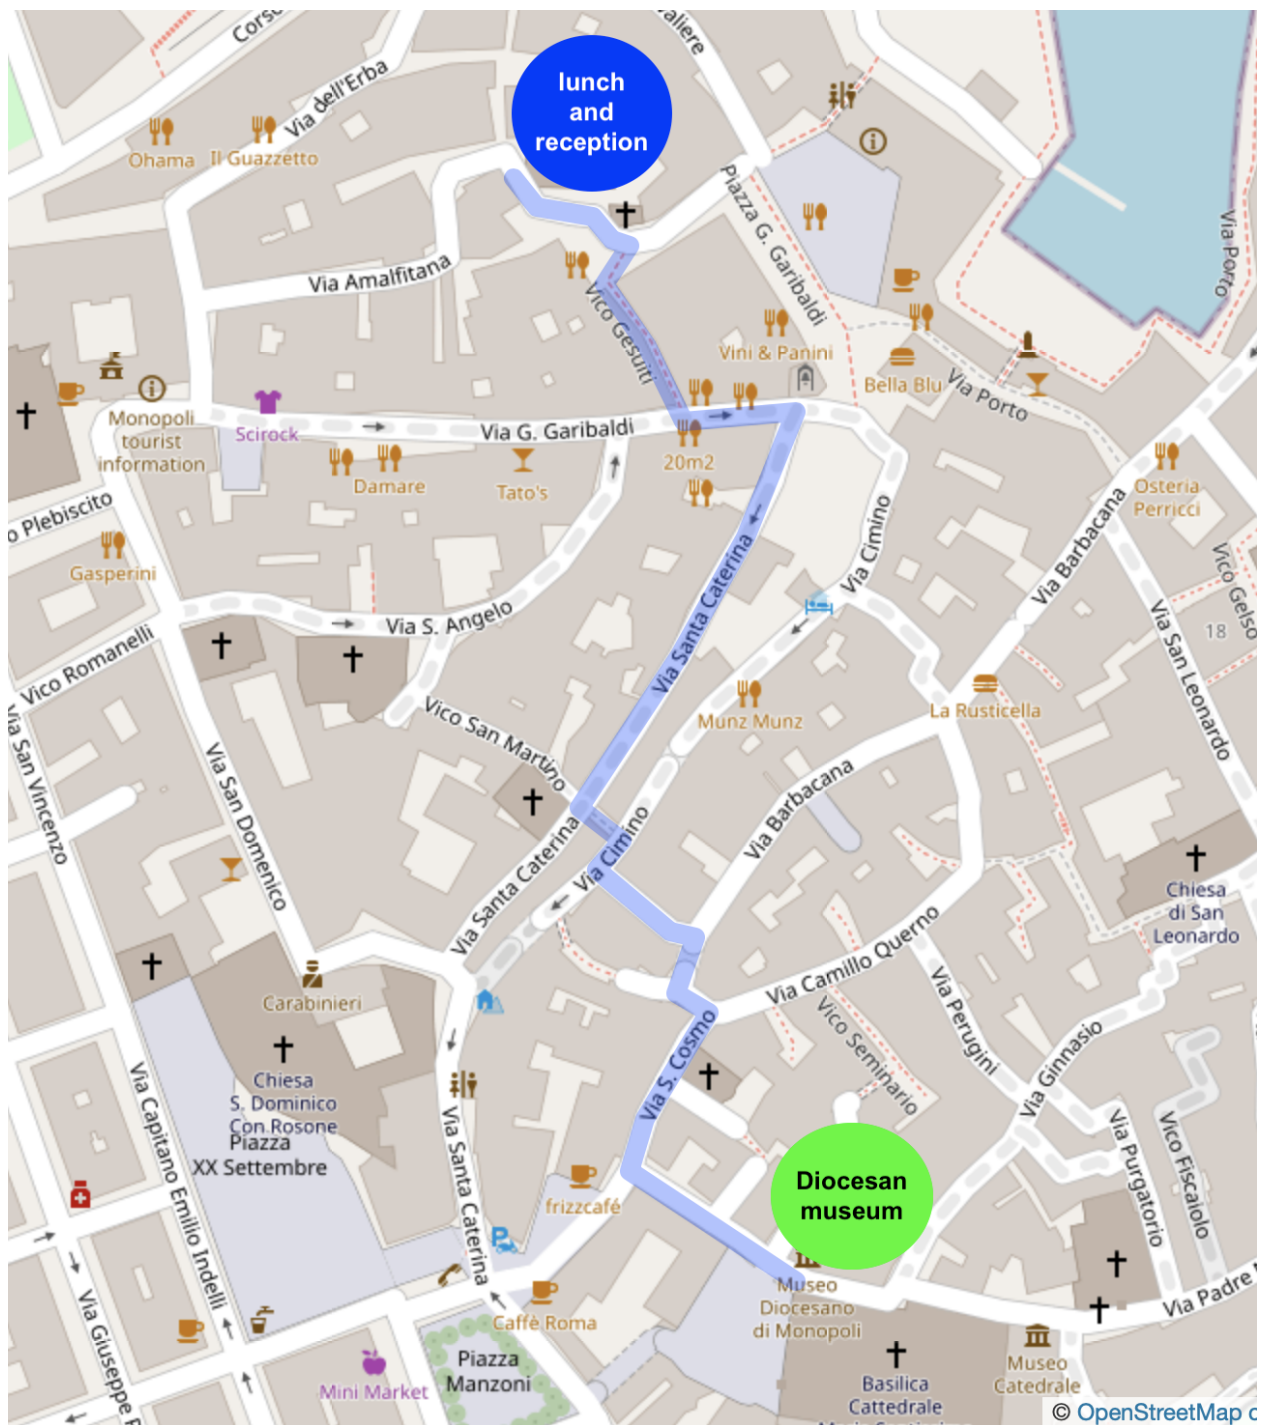 Corso
valiere
lunch
and
reception
Via dell'Erba
Ohama
Il Guazzetto
Piazza G. Garibaldi
Via Porto
Via Amalfitana
Vico Gesuiti
Vini & Panini
Bella Blu
Via Porto
Monopoli
tourist
information
Scirock
Via G. Garibaldi
20m2
Damare
Tato's
Osteria
Perricci
o Plebiscito
Gasperini
Via Cimino
Via Barbacana
Vico Gelso
18
Via S. Angelo
Via Santa Caterina
Via San Leonardo
Vico Romanelli
Via San Vincenzo
Vico San Martino
Munz Munz
La Rusticella
Via San Domenico
Via Barbacana
Via Cimino
Via Santa Caterina
Chiesa
di San
Leonardo
Carabinieri
Via Camillo Querno
Via Perugini
Vico Seminario
Via Ginnasio
Via S. Cosmo
Chiesa
S. Dominico
Con Rosone
Piazza
XX Settembre
Via Capitano Emilio Indelli
Via Santa Caterina
Via Purgatorio
Vico Fiscaiolo
Diocesan
museum
frizzcafé
P
Museo
Diocesano
di Monopoli
Via Padre
Via Giuseppe
Caffè Roma
Mini Market
Piazza
Manzoni
Basilica
Cattedrale
Museo
Catedrale
© OpenStreetMap